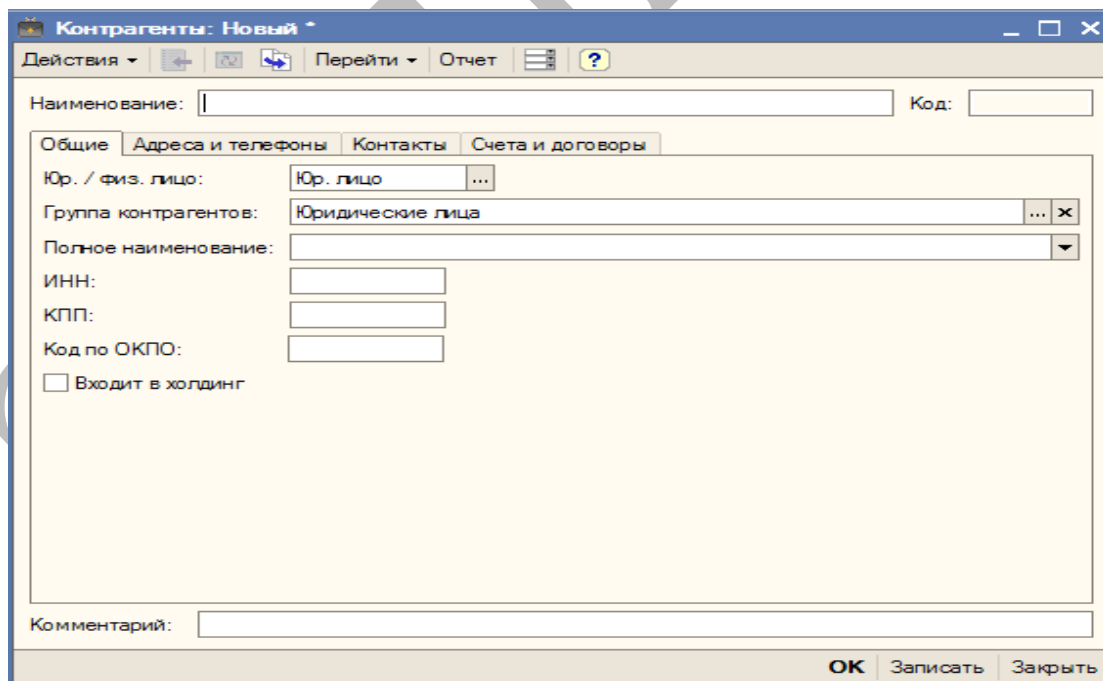 Контрагенты: Новый *
Действия Перейти Отчет ?
Наименование: Код:
Общие Адреса и телефоны Контакты Счета и договоры
Юр. / физ. лицо: Юр. лицо ...
Группа контрагентов: Юридические лица ... ×
Полное наименование:
ИНН:
КПП:
Код по ОКПО:
Входит в холдинг
Комментарий:
OK Записать Закрыть